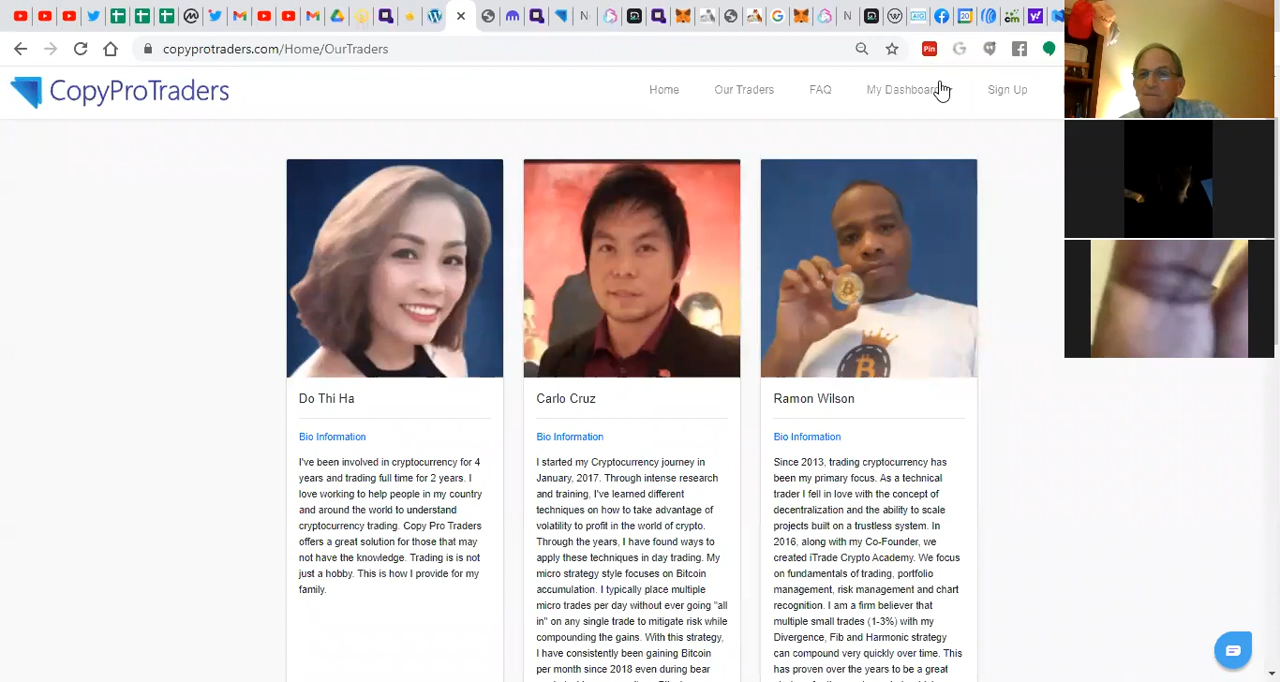 copyprotraders.com/Home/OurTraders
CopyProTraders
Home
Our Traders
FAQ
My Dashboard
Sign Up
Do Thi Ha
Bio Information
I've been involved in cryptocurrency for 4
years and trading full time for 2 years. I
love working to help people in my country
and around the world to understand
cryptocurrency trading. Copy Pro Traders
offers a great solution for those that may
not have the knowledge. Trading is is not
just a hobby. This is how I provide for my
family.
Carlo Cruz
Bio Information
I started my Cryptocurrency journey in
January, 2017. Through intense research
and training, I've learned different
techniques on how to take advantage of
volatility to profit in the world of crypto.
Through the years, I have found ways to
apply these techniques in day trading. My
micro strategy style focuses on Bitcoin
accumulation. I typically place multiple
micro trades per day without ever going "all
in" on any single trade to mitigate risk while
compounding the gains. With this strategy,
I have consistently been gaining Bitcoin
per month since 2018 even during bear
Ramon Wilson
Bio Information
Since 2013, trading cryptocurrency has
been my primary focus. As a technical
trader I fell in love with the concept of
decentralization and the ability to scale
projects built on a trustless system. In
2016, along with my Co-Founder, we
created iTrade Crypto Academy. We focus
on fundamentals of trading, portfolio
management, risk management and chart
recognition. I am a firm believer that
multiple small trades (1-3%) with my
Divergence, Fib and Harmonic strategy
can compound very quickly over time. This
has proven over the years to be a great